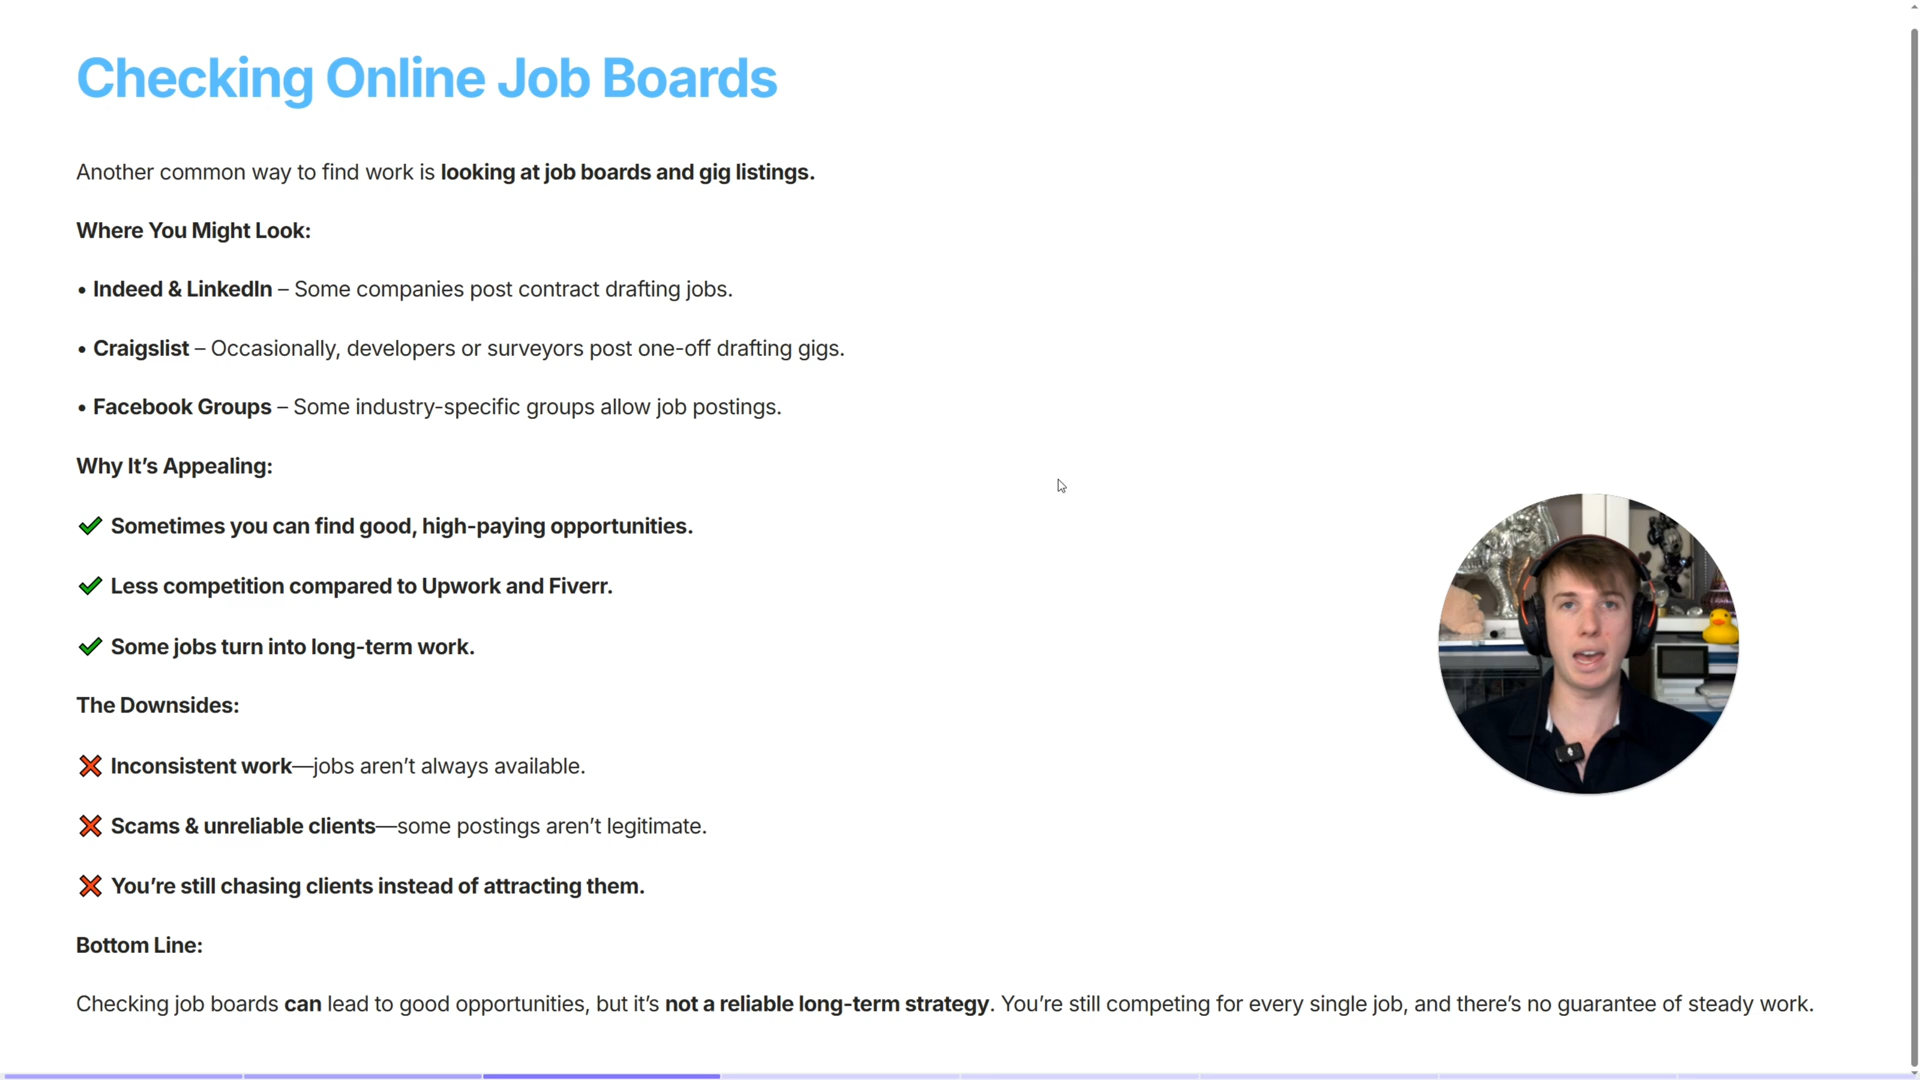 Checking Online Job Boards
Another common way to find work is looking at job boards and gig listings.
Where You Might Look:
• Indeed & LinkedIn – Some companies post contract drafting jobs.
• Craigslist – Occasionally, developers or surveyors post one-off drafting gigs.
• Facebook Groups – Some industry-specific groups allow job postings.
Why It’s Appealing:
✔ Sometimes you can find good, high-paying opportunities.
✔ Less competition compared to Upwork and Fiverr.
✔ Some jobs turn into long-term work.
The Downsides:
❌ Inconsistent work—jobs aren’t always available.
❌ Scams & unreliable clients—some postings aren’t legitimate.
❌ You’re still chasing clients instead of attracting them.
Bottom Line:
Checking job boards can lead to good opportunities, but it’s not a reliable long-term strategy. You’re still competing for every single job, and there’s no guarantee of steady work.